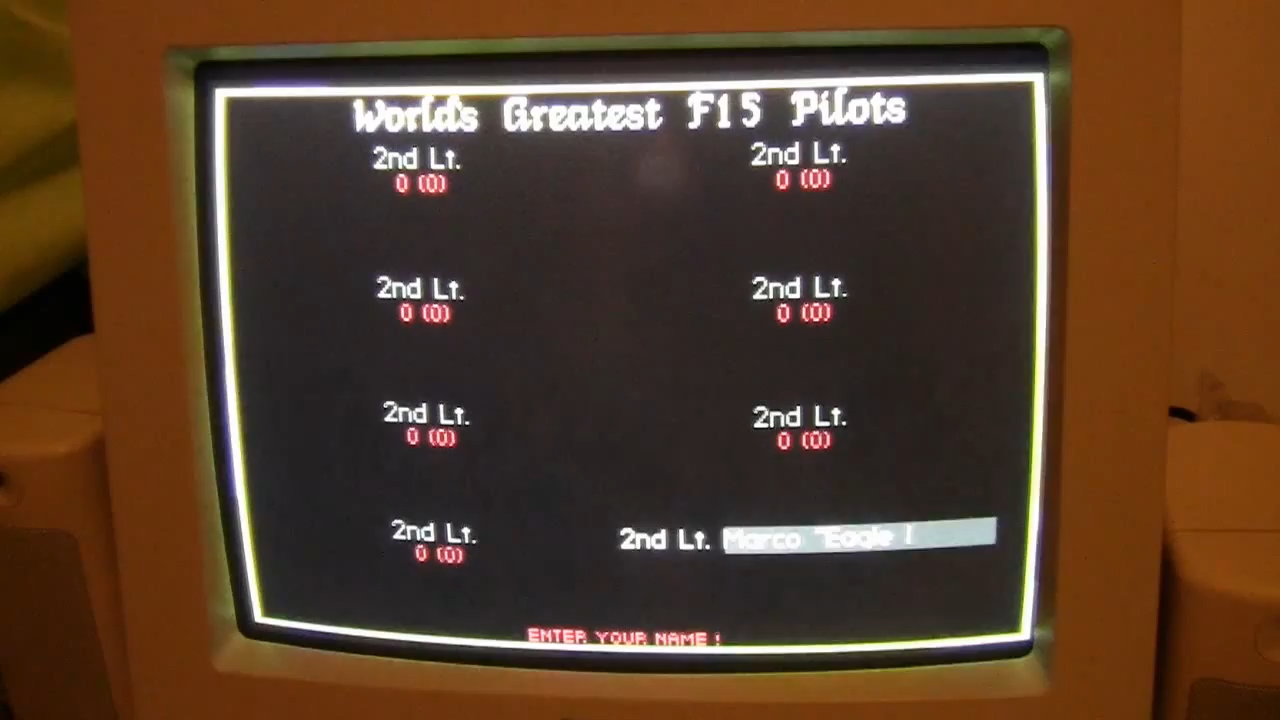 World's Greatest F15 Pilots
2nd Lt.
0 (0)
2nd Lt.
0 (0)
2nd Lt.
0 (0)
2nd Lt.
0 (0)
2nd Lt.
0 (0)
2nd Lt.
0 (0)
2nd Lt.
0 (0)
2nd Lt. Marco "Eagle
ENTER YOUR NAME!